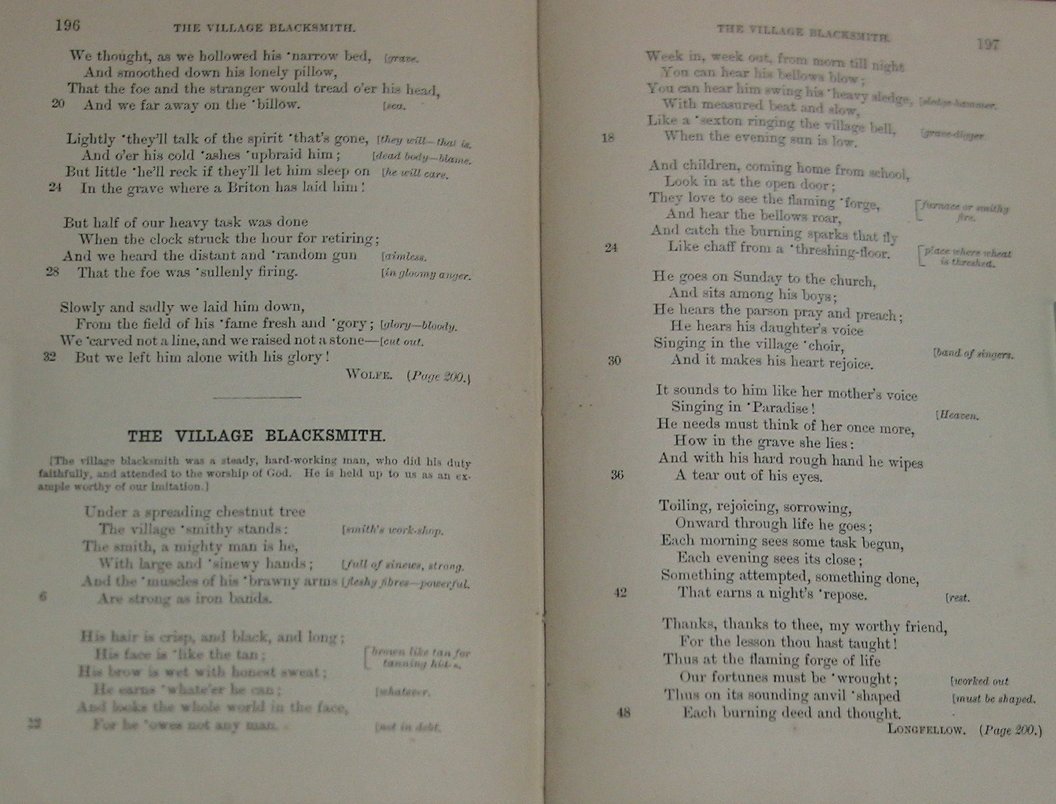 196
THE VILLAGE BLACKSMITH.
We thought, as we hollowed his 'narrow bed, [grave.
And smoothed down his lonely pillow,
That the foe and the stranger would tread o'er his head,
20 And we far away on the 'billow. [sea.
Lightly 'they'll talk of the spirit 'that's gone, [they will—that is.
And o'er his cold 'ashes 'upbraid him; [dead body—blame.
But little 'he'll reck if they'll let him sleep on [he will care.
24 In the grave where a Briton has laid him!
But half of our heavy task was done
When the clock struck the hour for retiring;
And we heard the distant and 'random gun [aimless.
28 That the foe was 'sullenly firing. [in gloomy anger.
Slowly and sadly we laid him down,
From the field of his 'fame fresh and 'gory; [glory—bloody.
We 'carved not a line, and we raised not a stone—[cut out.
32 But we left him alone with his glory!
WOLFE. (Page 200.)
THE VILLAGE BLACKSMITH.
[The village blacksmith was a steady, hard-working man, who did his duty
faithfully, and attended to the worship of God. He is held up to us as an ex-
ample worthy of our imitation.]
Under a spreading chestnut tree
The village 'smithy stands: [smith's work-shop.
The smith, a mighty man is he,
With large and 'sinewy hands; [full of sinews, strong.
And the 'muscles of his 'brawny arms [fleshy fibres—powerful.
6 Are strong as iron bands.
His hair is crisp, and black, and long;
His face is 'like the tan; [brown like tan for
tanning hides.
His brow is wet with honest sweat;
He earns 'whate'er he can; [whatever.
And looks the whole world in the face,
12 For he 'owes not any man. [not in debt.
THE VILLAGE BLACKSMITH.
197
Week in, week out, from morn till night
You can hear his bellows blow;
You can hear him swing his 'heavy sledge, [sledge-hammer.
With measured beat and slow,
Like a 'sexton ringing the village bell, [grave-digger.
18 When the evening sun is low.
And children, coming home from school,
Look in at the open door;
They love to see the flaming 'forge, [furnace or smithy
fire.
And hear the bellows roar,
And catch the burning sparks that fly
24 Like chaff from a 'threshing-floor. [place where wheat
is threshed.
He goes on Sunday to the church,
And sits among his boys;
He hears the parson pray and preach;
He hears his daughter's voice
Singing in the village 'choir, [band of singers.
30 And it makes his heart rejoice.
It sounds to him like her mother's voice
Singing in 'Paradise! [Heaven.
He needs must think of her once more,
How in the grave she lies;
And with his hard rough hand he wipes
36 A tear out of his eyes.
Toiling, rejoicing, sorrowing,
Onward through life he goes;
Each morning sees some task begun,
Each evening sees its close;
Something attempted, something done,
42 That earns a night's 'repose. [rest.
Thanks, thanks to thee, my worthy friend,
For the lesson thou hast taught!
Thus at the flaming forge of life
Our fortunes must be 'wrought; [worked out
Thus on its sounding anvil 'shaped [must be shaped.
48 Each burning deed and thought.
LONGFELLOW. (Page 200.)